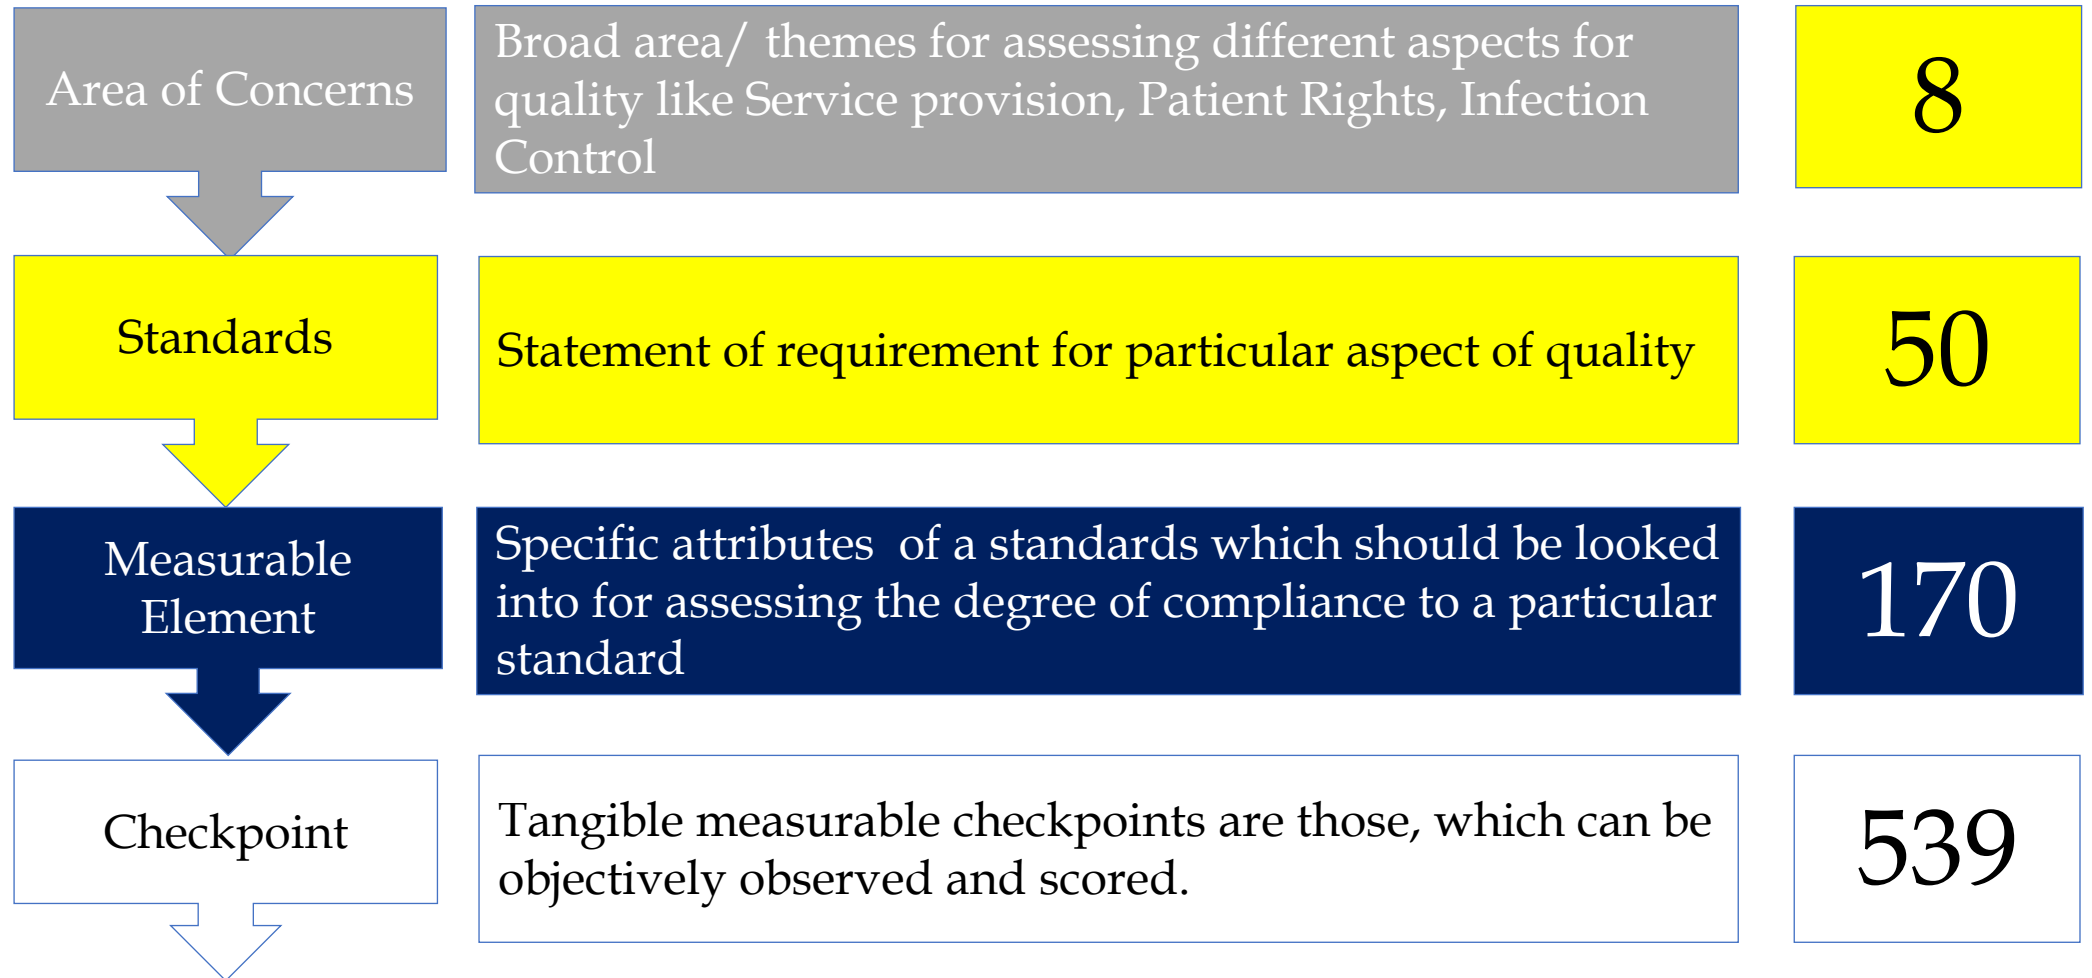 Area of Concerns
Broad area/ themes for assessing different aspects for
quality like Service provision, Patient Rights, Infection
Control
8
Standards
Statement of requirement for particular aspect of quality
50
Measurable
Element
Specific attributes  of a standards which should be looked
into for assessing the degree of compliance to a particular
standard
170
Checkpoint
Tangible measurable checkpoints are those, which can be
objectively observed and scored.
539